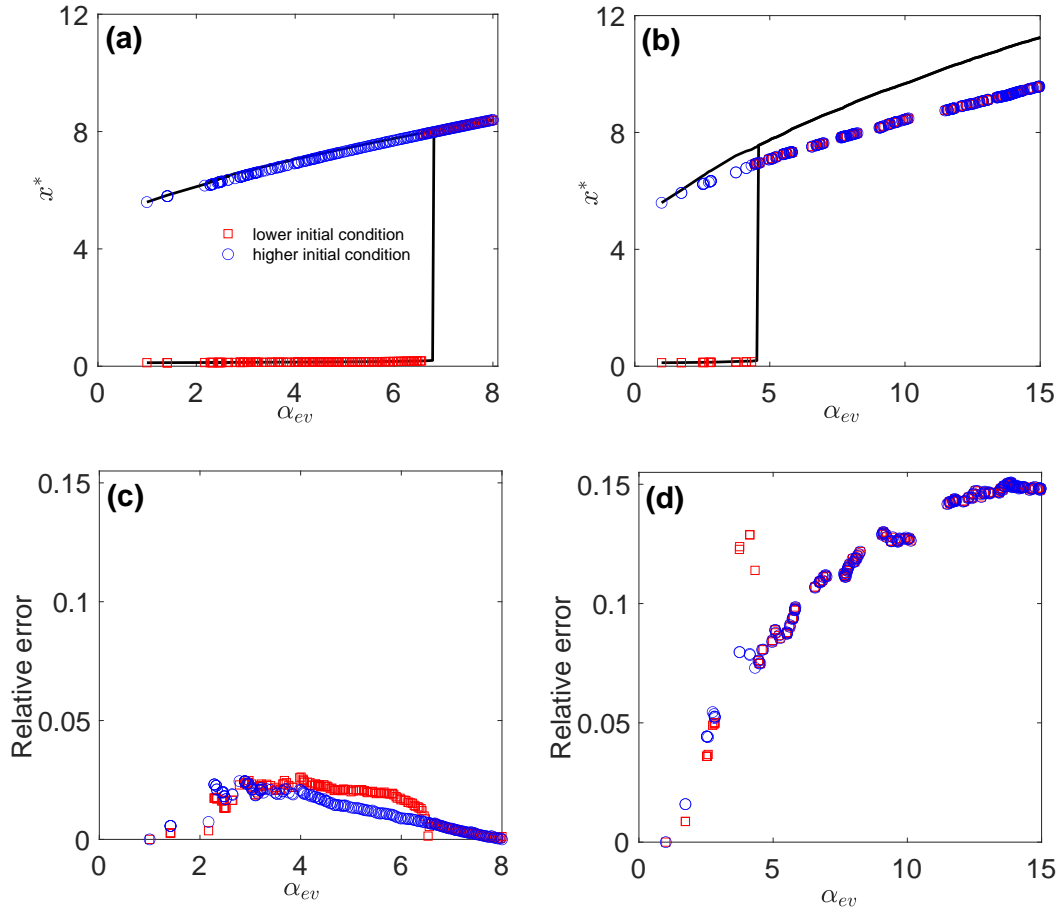 (a)
12
8
4
0
x*
0 2 4 6 8
α_ev
lower initial condition
higher initial condition
(b)
12
8
4
0
x*
0 5 10 15
α_ev
(c)
0.15
0.1
0.05
0
Relative error
0 2 4 6 8
α_ev
(d)
0.15
0.1
0.05
0
Relative error
0 5 10 15
α_ev